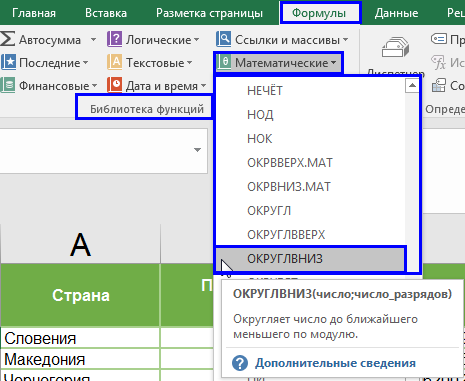 Главная Вставка Разметка страницы Формулы Данные
Автосумма Логические Ссылки и массивы
Последние Текстовые Математические Диспетчер
Финансовые Дата и время
Библиотека функций
НЕЧЁТ
НОД
НОК
ОКРВВЕРХ.МАТ
ОКРВНИЗ.МАТ
ОКРУГЛ
ОКРУГЛВВЕРХ
ОКРУГЛВНИЗ
A
Страна
ОКРУГЛВНИЗ(число;число_разрядов)
Округляет число до ближайшего
меньшего по модулю.
Дополнительные сведения
Словения
Македония
Черногория